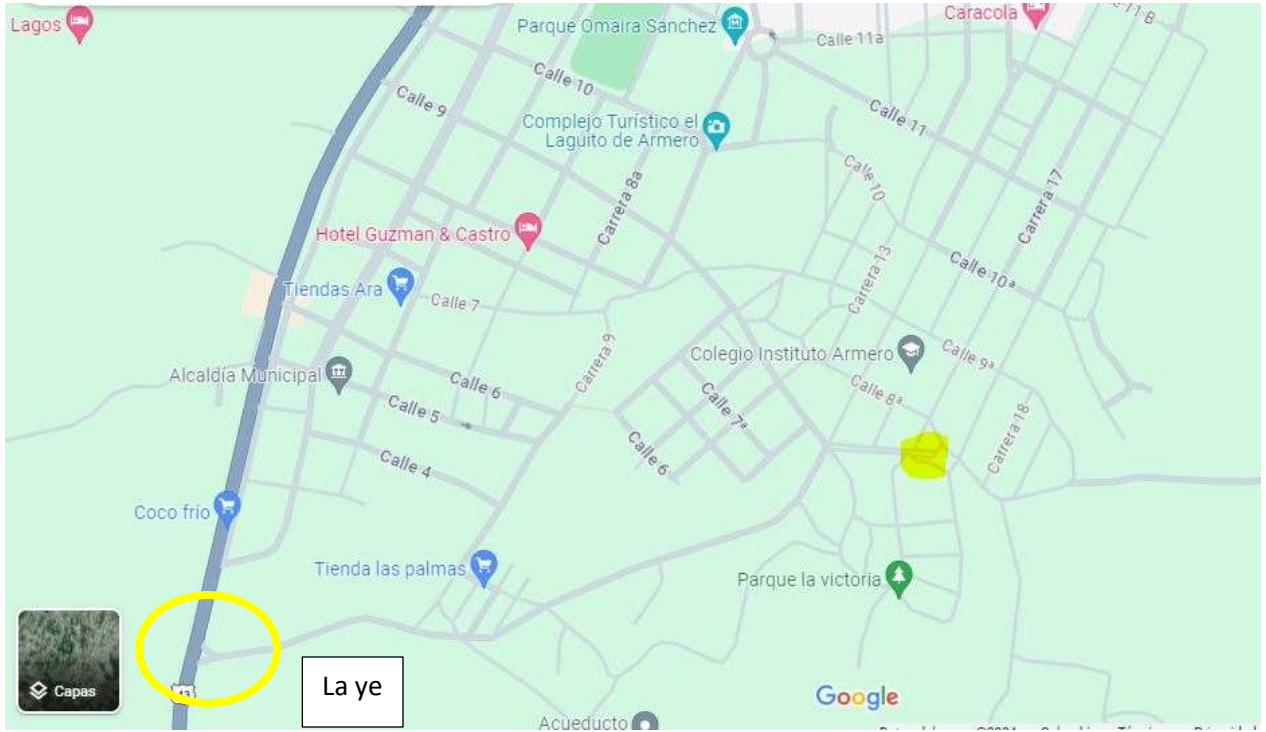 Lagos
Parque Omaira Sanchez
Caracola
Calle 11a
Calle 10
Calle 9
Complejo Turístico el
Laguito de Armero
Calle 11
Calle 10
Carrera 17
Carrera 8a
Hotel Guzman & Castro
Carrera 13
Calle 10ª
Tiendas Ara
Calle 7
Colegio Instituto Armero
Calle 9ª
Carrera 9
Alcaldía Municipal
Calle 6
Calle 8ª
Calle 5
Calle 7ª
Carrera 18
Calle 6
Calle 4
Coco frío
Tienda las palmas
Parque la victoria
La ye
Capas
43
Google
Acueducto